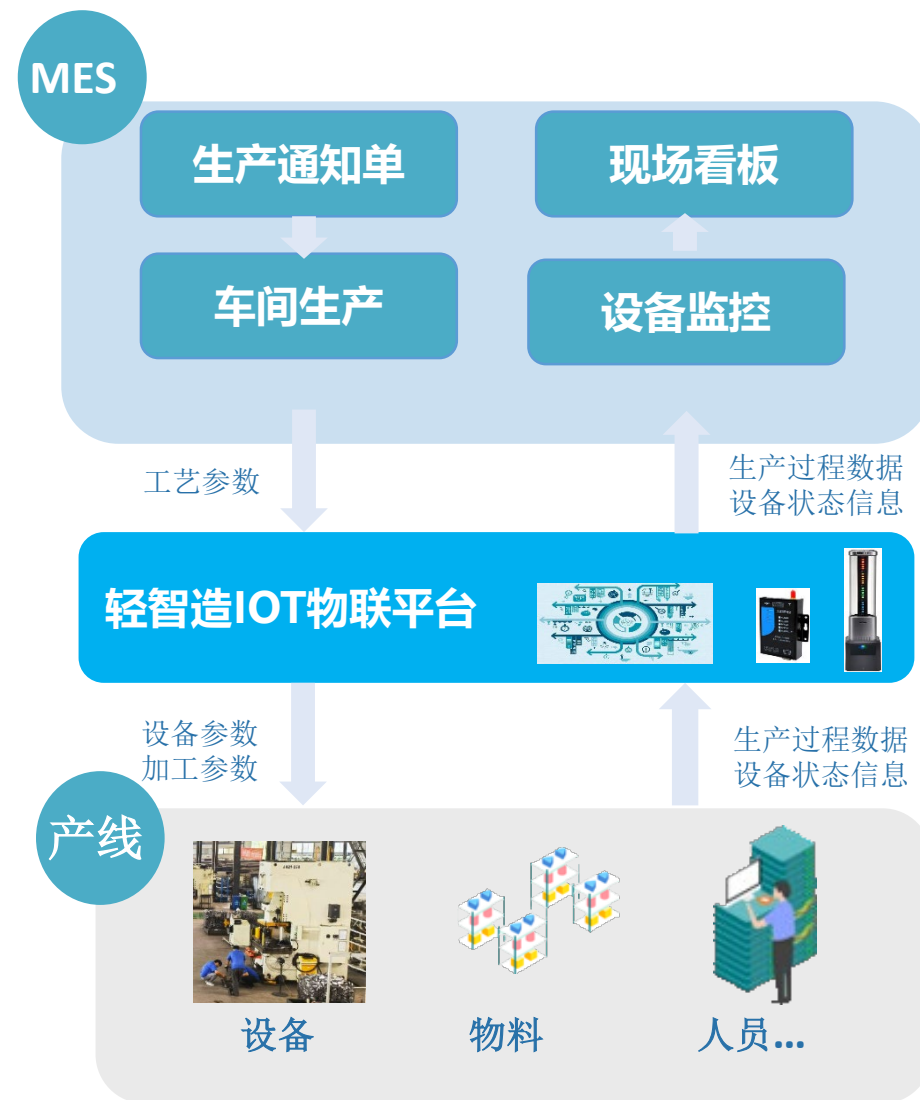 MES
生产通知单
现场看板
车间生产
设备监控
工艺参数
生产过程数据
设备状态信息
轻智造IOT物联平台
设备参数
加工参数
生产过程数据
设备状态信息
产线
设备
物料
人员...